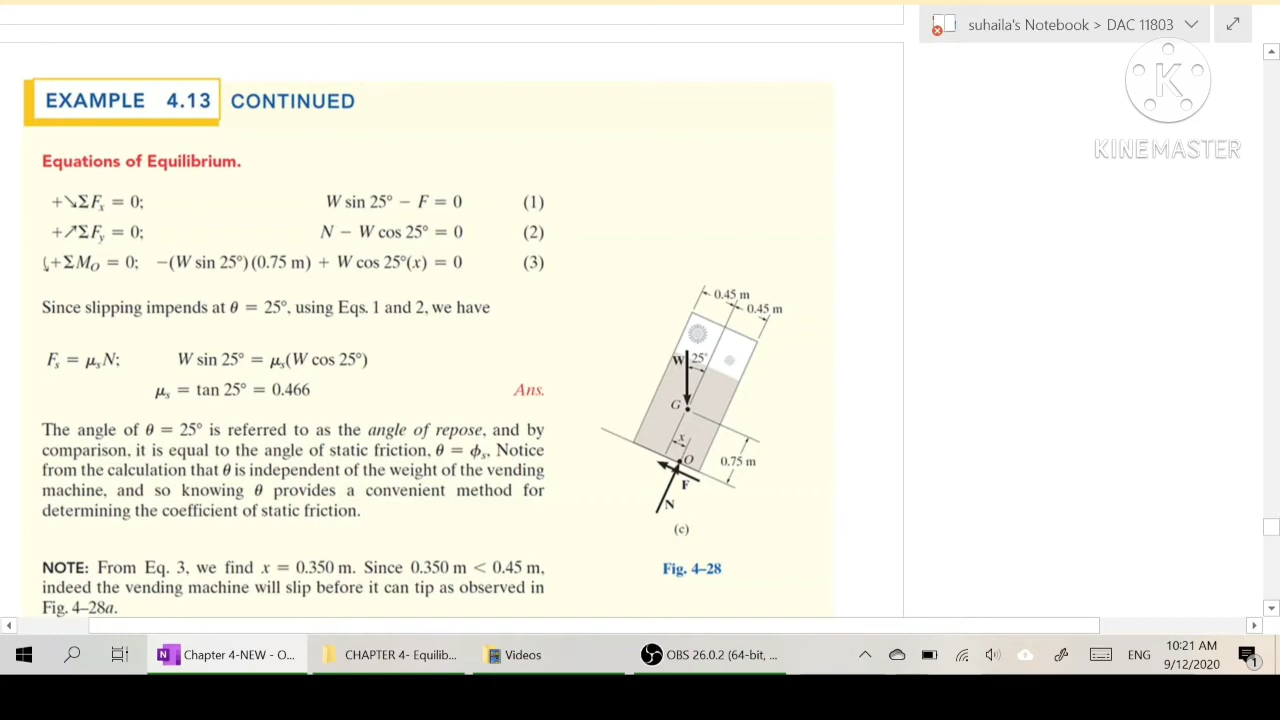 suhaila's Notebook > DAC 11803
K
KINEMASTER
EXAMPLE 4.13 CONTINUED
Equations of Equilibrium.
+↘ΣFx = 0; W sin 25° − F = 0 (1)
+↗ΣFy = 0; N − W cos 25° = 0 (2)
⤹+ΣMO = 0; −(W sin 25°)(0.75 m) + W cos 25°(x) = 0 (3)
Since slipping impends at θ = 25°, using Eqs. 1 and 2, we have
Fs = μsN; W sin 25° = μs(W cos 25°)
μs = tan 25° = 0.466 Ans.
The angle of θ = 25° is referred to as the angle of repose, and by
comparison, it is equal to the angle of static friction, θ = ϕs. Notice
from the calculation that θ is independent of the weight of the vending
machine, and so knowing θ provides a convenient method for
determining the coefficient of static friction.
NOTE: From Eq. 3, we find x = 0.350 m. Since 0.350 m < 0.45 m,
indeed the vending machine will slip before it can tip as observed in
Fig. 4–28a.
0.45 m
0.45 m
W 25°
G
x
O
0.75 m
F
N
(c)
Fig. 4–28
Chapter 4-NEW - O...
CHAPTER 4- Equilib...
Videos
OBS 26.0.2 (64-bit, ...
ENG
10:21 AM
9/12/2020
1